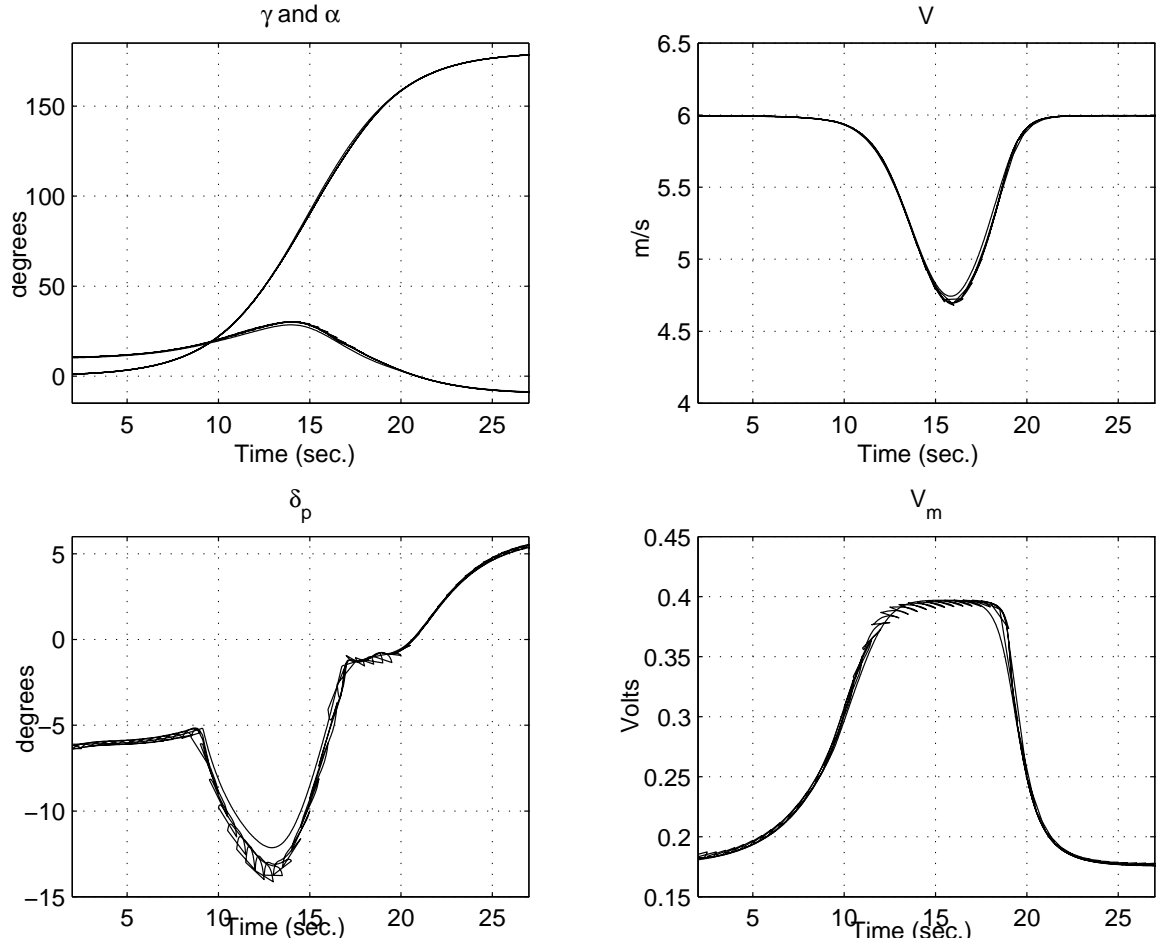 γ and α
150
100
50
0
degrees
5 10 15 20 25
Time (sec.)
V
6.5
6
5.5
5
4.5
4
m/s
5 10 15 20 25
Time (sec.)
δp
5
0
−5
−10
−15
degrees
5 10 15 20 25
Time (sec.)
Vm
0.45
0.4
0.35
0.3
0.25
0.2
0.15
Volts
5 10 15 20 25
Time (sec.)